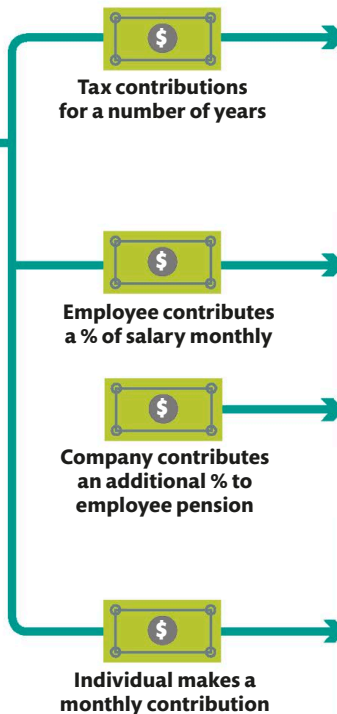 $
Tax contributions
for a number of years
$
Employee contributes
a % of salary monthly
$
Company contributes
an additional % to
employee pension
$
Individual makes a
monthly contribution